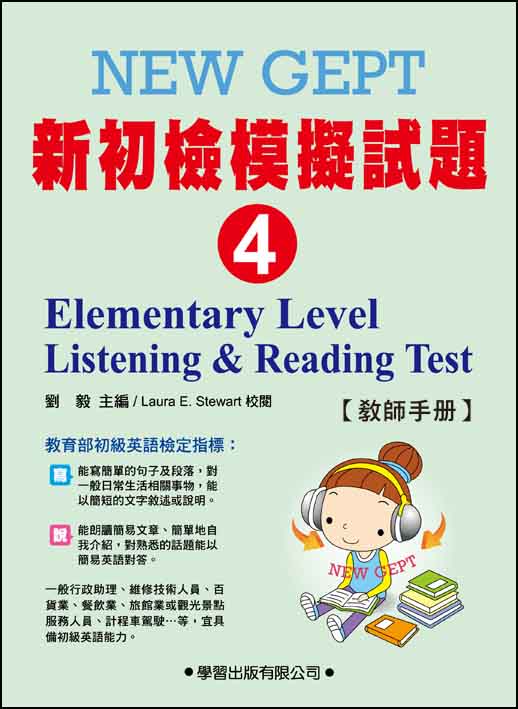 NEW GEPT
新初檢模擬試題
4
Elementary Level
Listening & Reading Test
劉 毅 主編 / Laura E. Stewart 校閱
【教師手册】
教育部初級英語檢定指標：
寫 能寫簡單的句子及段落，對
一般日常生活相關事物，能
以簡短的文字敘述或說明。
說 能朗讀簡易文章、簡單地自
我介紹，對熟悉的話題能以
簡易英語對答。
NEW GEPT
一般行政助理、維修技術人員、百
貨業、餐飲業、旅館業或觀光景點
服務人員、計程車駕駛…等，宜具
備初級英語能力。
●學習出版有限公司●